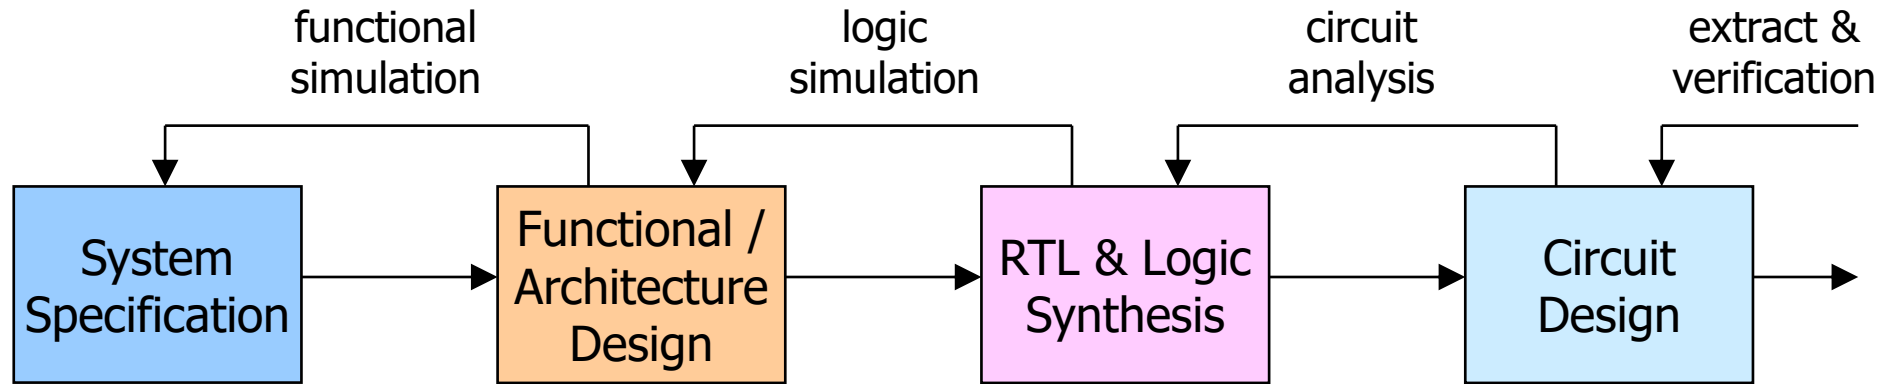 functional
simulation
logic
simulation
circuit
analysis
extract &
verification
System
Specification
Functional /
Architecture
Design
RTL & Logic
Synthesis
Circuit
Design